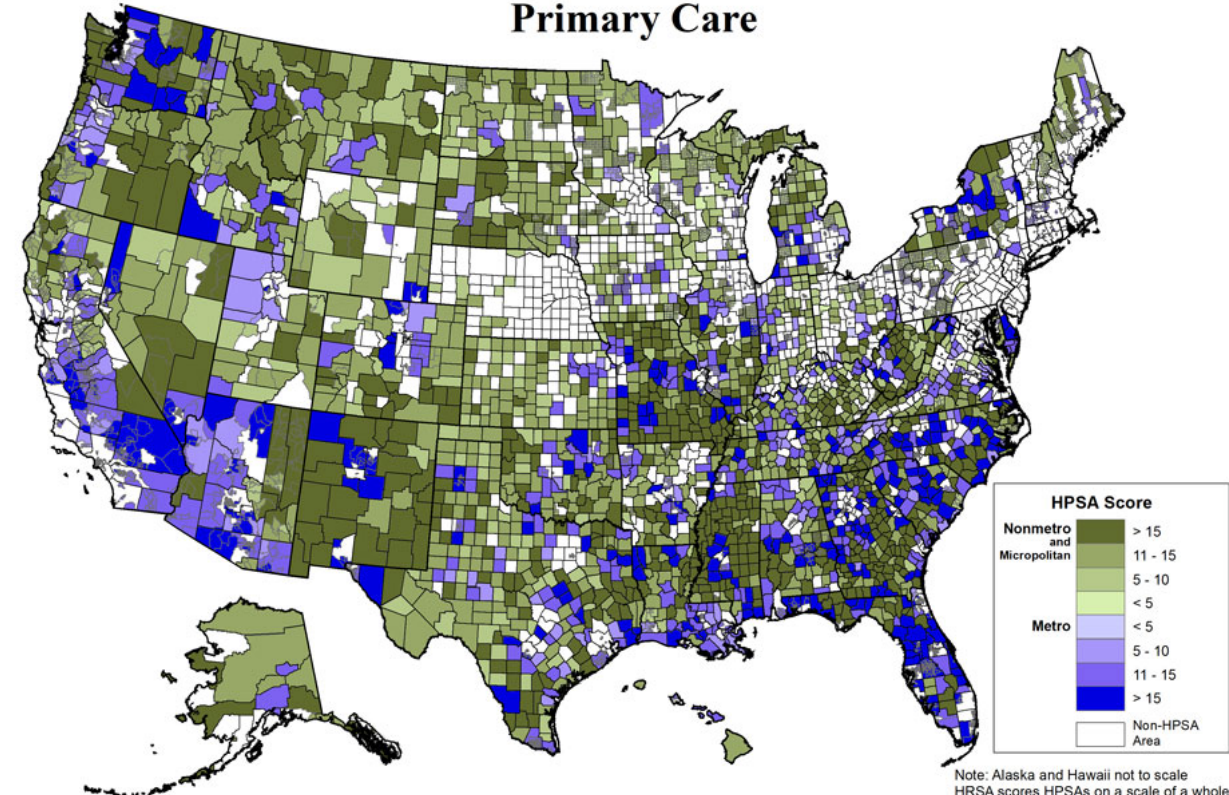 Primary Care
HPSA Score
Nonmetro
and
Micropolitan
> 15
11 - 15
5 - 10
< 5
Metro
< 5
5 - 10
11 - 15
> 15
Non-HPSA
Area
Note: Alaska and Hawaii not to scale
HRSA scores HPSAs on a scale of a whole